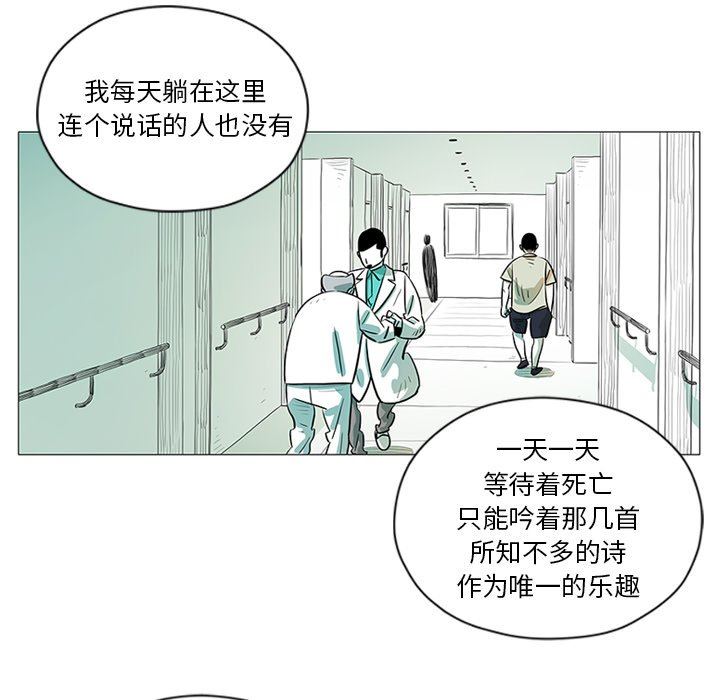 我每天躺在这里
连个说话的人也没有
一天一天
等待着死亡
只能吟着那几首
所知不多的诗
作为唯一的乐趣